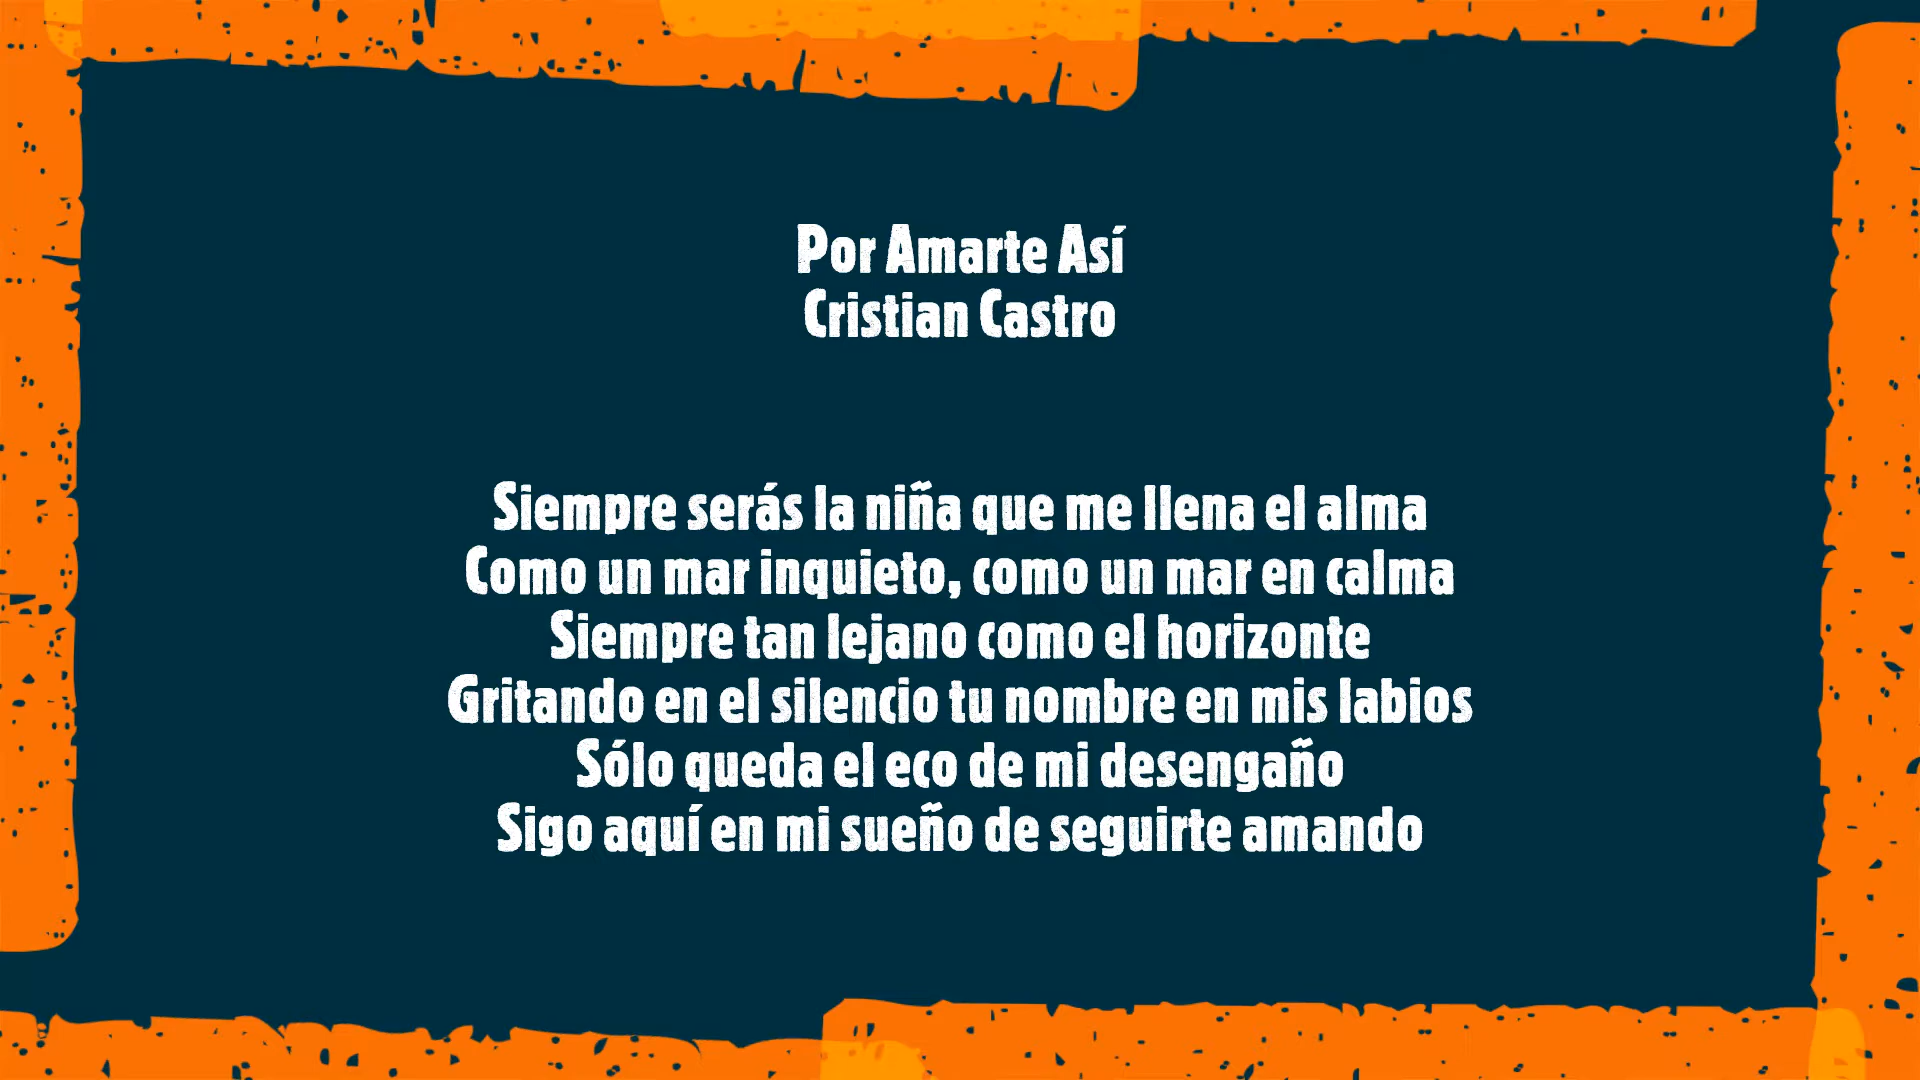 Por Amarte Así
Cristian Castro
Siempre serás la niña que me llena el alma
Como un mar inquieto, como un mar en calma
Siempre tan lejano como el horizonte
Gritando en el silencio tu nombre en mis labios
Sólo queda el eco de mi desengaño
Sigo aquí en mi sueño de seguirte amando